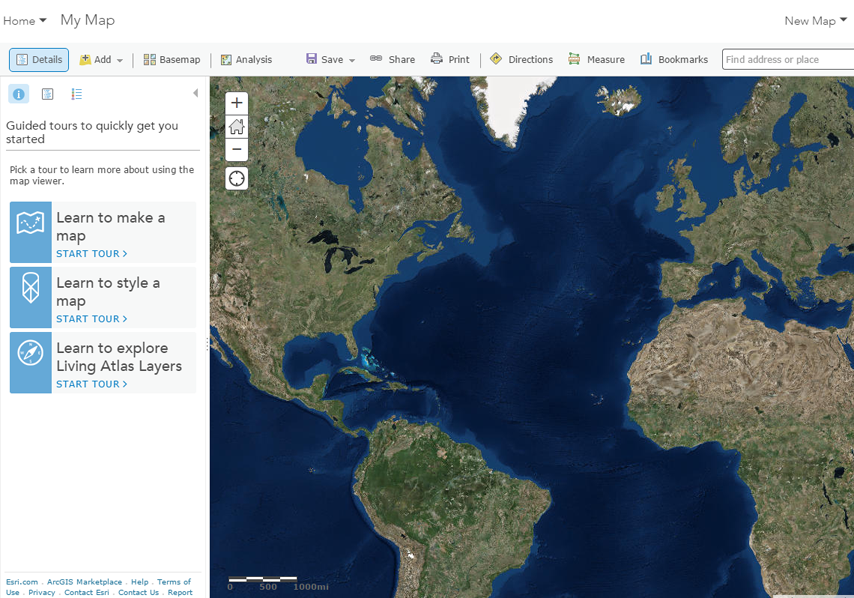 Home My Map New Map
Details Add Basemap Analysis Save Share Print Directions Measure Bookmarks Find address or place
Guided tours to quickly get you
started
Pick a tour to learn more about using the
map viewer.
Learn to make a
map
START TOUR >
Learn to style a
map
START TOUR >
Learn to explore
Living Atlas Layers
START TOUR >
Esri.com . ArcGIS Marketplace . Help . Terms of
Use . Privacy . Contact Esri . Contact Us . Report
0 500 1000mi